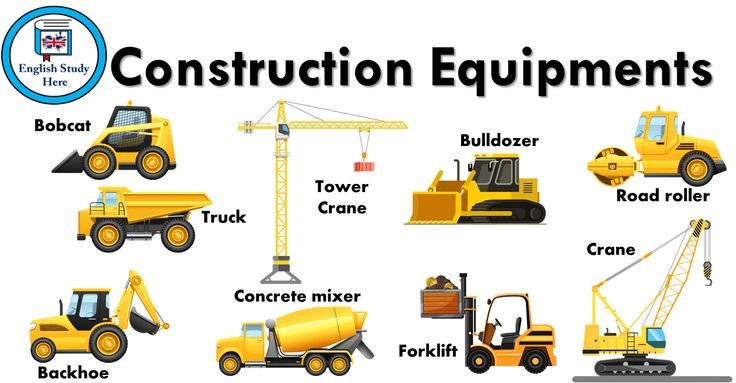 English Study
Here
Construction Equipments
Bobcat
Tower
Crane
Bulldozer
Road roller
Truck
Crane
Concrete mixer
Backhoe
Forklift